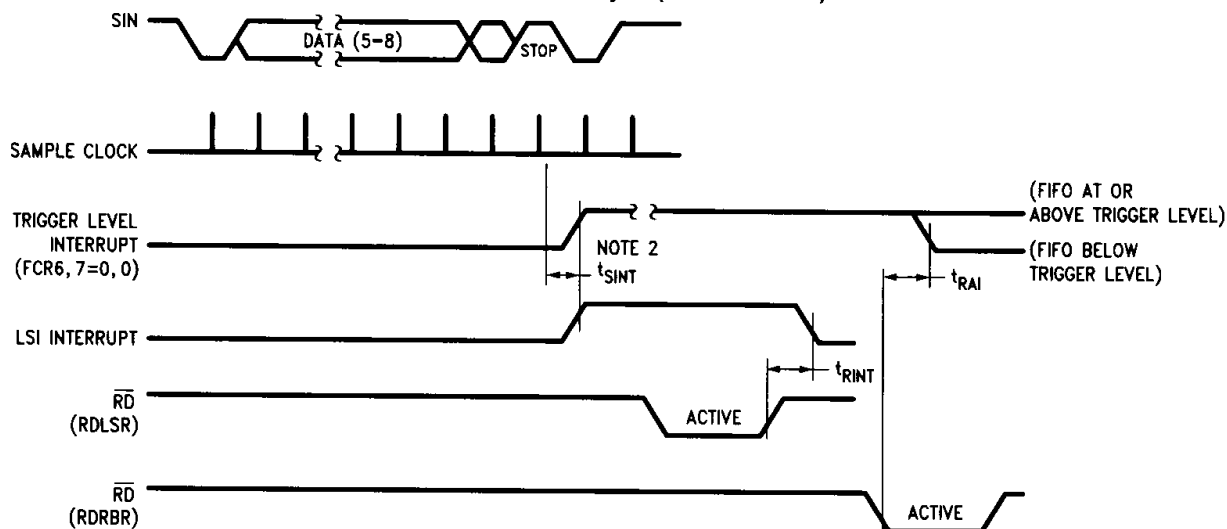 SIN
DATA (5-8)
STOP
SAMPLE CLOCK
TRIGGER LEVEL
INTERRUPT
(FCR6, 7=0, 0)
NOTE 2
tSINT
(FIFO AT OR
ABOVE TRIGGER LEVEL)
(FIFO BELOW
TRIGGER LEVEL)
tRAI
LSI INTERRUPT
tRINT
RD
(RDLSR)
ACTIVE
RD
(RDRBR)
ACTIVE